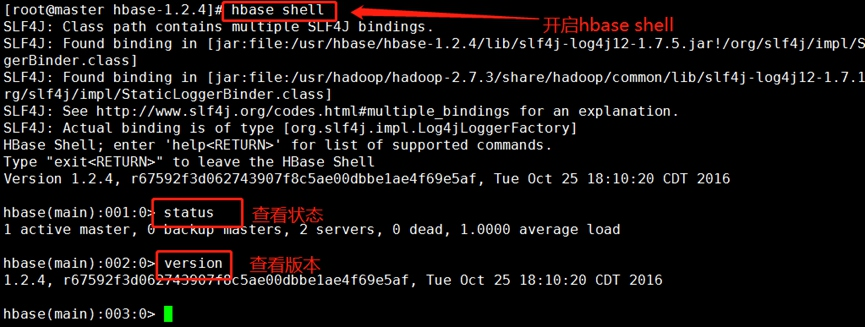 [root@master hbase-1.2.4]# hbase shell
开启hbase shell
SLF4J: Class path contains multiple SLF4J bindings.
SLF4J: Found binding in [jar:file:/usr/hbase/hbase-1.2.4/lib/slf4j-log4j12-1.7.5.jar!/org/slf4j/impl/S
gerBinder.class]
SLF4J: Found binding in [jar:file:/usr/hadoop/hadoop-2.7.3/share/hadoop/common/lib/slf4j-log4j12-1.7.1
rg/slf4j/impl/StaticLoggerBinder.class]
SLF4J: See http://www.slf4j.org/codes.html#multiple_bindings for an explanation.
SLF4J: Actual binding is of type [org.slf4j.impl.Log4jLoggerFactory]
HBase Shell; enter 'help<RETURN>' for list of supported commands.
Type "exit<RETURN>" to leave the HBase Shell
Version 1.2.4, r67592f3d062743907f8c5ae00dbbe1ae4f69e5af, Tue Oct 25 18:10:20 CDT 2016
hbase(main):001:0> status 查看状态
1 active master, 0 backup masters, 2 servers, 0 dead, 1.0000 average load
hbase(main):002:0> version 查看版本
1.2.4, r67592f3d062743907f8c5ae00dbbe1ae4f69e5af, Tue Oct 25 18:10:20 CDT 2016
hbase(main):003:0>